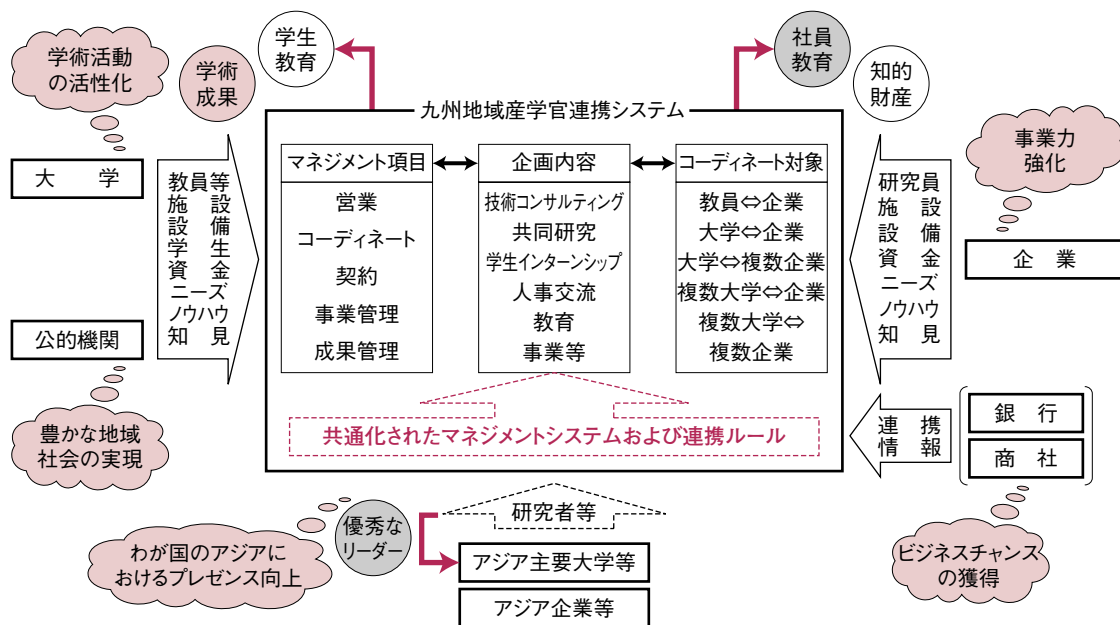 学術活動
の活性化
学術
成果
学生
教育
社員
教育
知的
財産
事業力
強化
大　学
公的機関
豊かな地域
社会の実現
教員等
施　設
設　備
学　生
資　金
ニーズ
ノウハウ
知　見
九州地域産学官連携システム
マネジメント項目
営業
コーディネート
契約
事業管理
成果管理
企画内容
技術コンサルティング
共同研究
学生インターンシップ
人事交流
教育
事業等
コーディネート対象
教員⇔企業
大学⇔企業
大学⇔複数企業
複数大学⇔企業
複数大学⇔
複数企業
共通化されたマネジメントシステムおよび連携ルール
研究員
施　設
設　備
資　金
ニーズ
ノウハウ
知　見
企　業
連　携
情　報
銀　行
商　社
ビジネスチャンス
の獲得
研究者等
優秀な
リーダー
わが国のアジアに
おけるプレゼンス向上
アジア主要大学等
アジア企業等